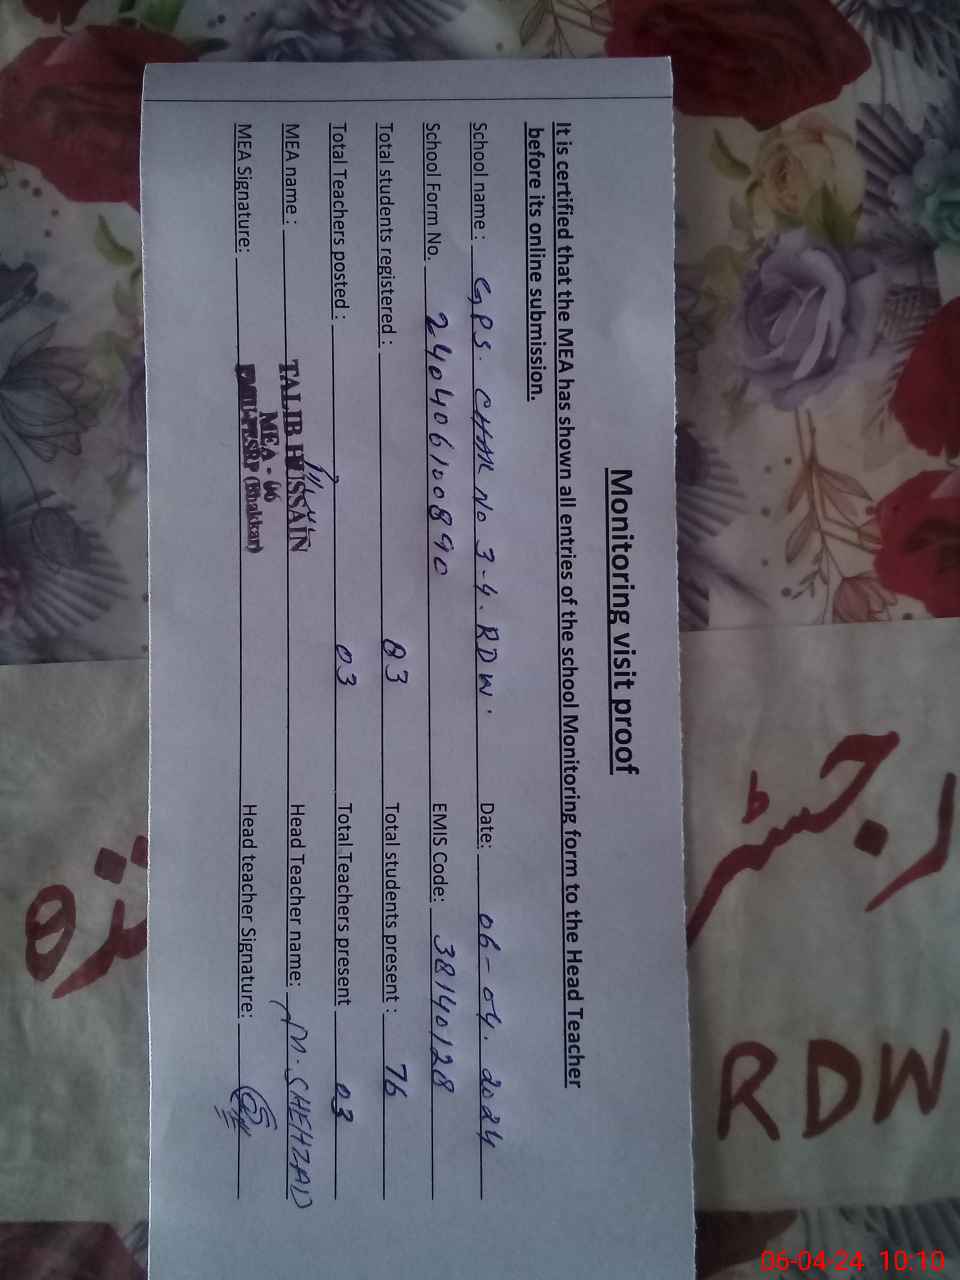 Monitoring visit proof
It is certified that the MEA has shown all entries of the school Monitoring form to the Head Teacher
before its online submission.
School name : GPS. CHAK No 3-4. RDW. Date: 06-04.2024
School Form No. 240406100890 EMIS Code: 38140128
Total students registered : 83 Total students present : 76
Total Teachers posted : 03 Total Teachers present 03
MEA name : TALIB HUSSAIN Head Teacher name: M. SHEHZAD
MEA - 06
(Bhakkar)
MEA Signature: Head teacher Signature:
رجسٹر
RDW
06-04-24 10:10